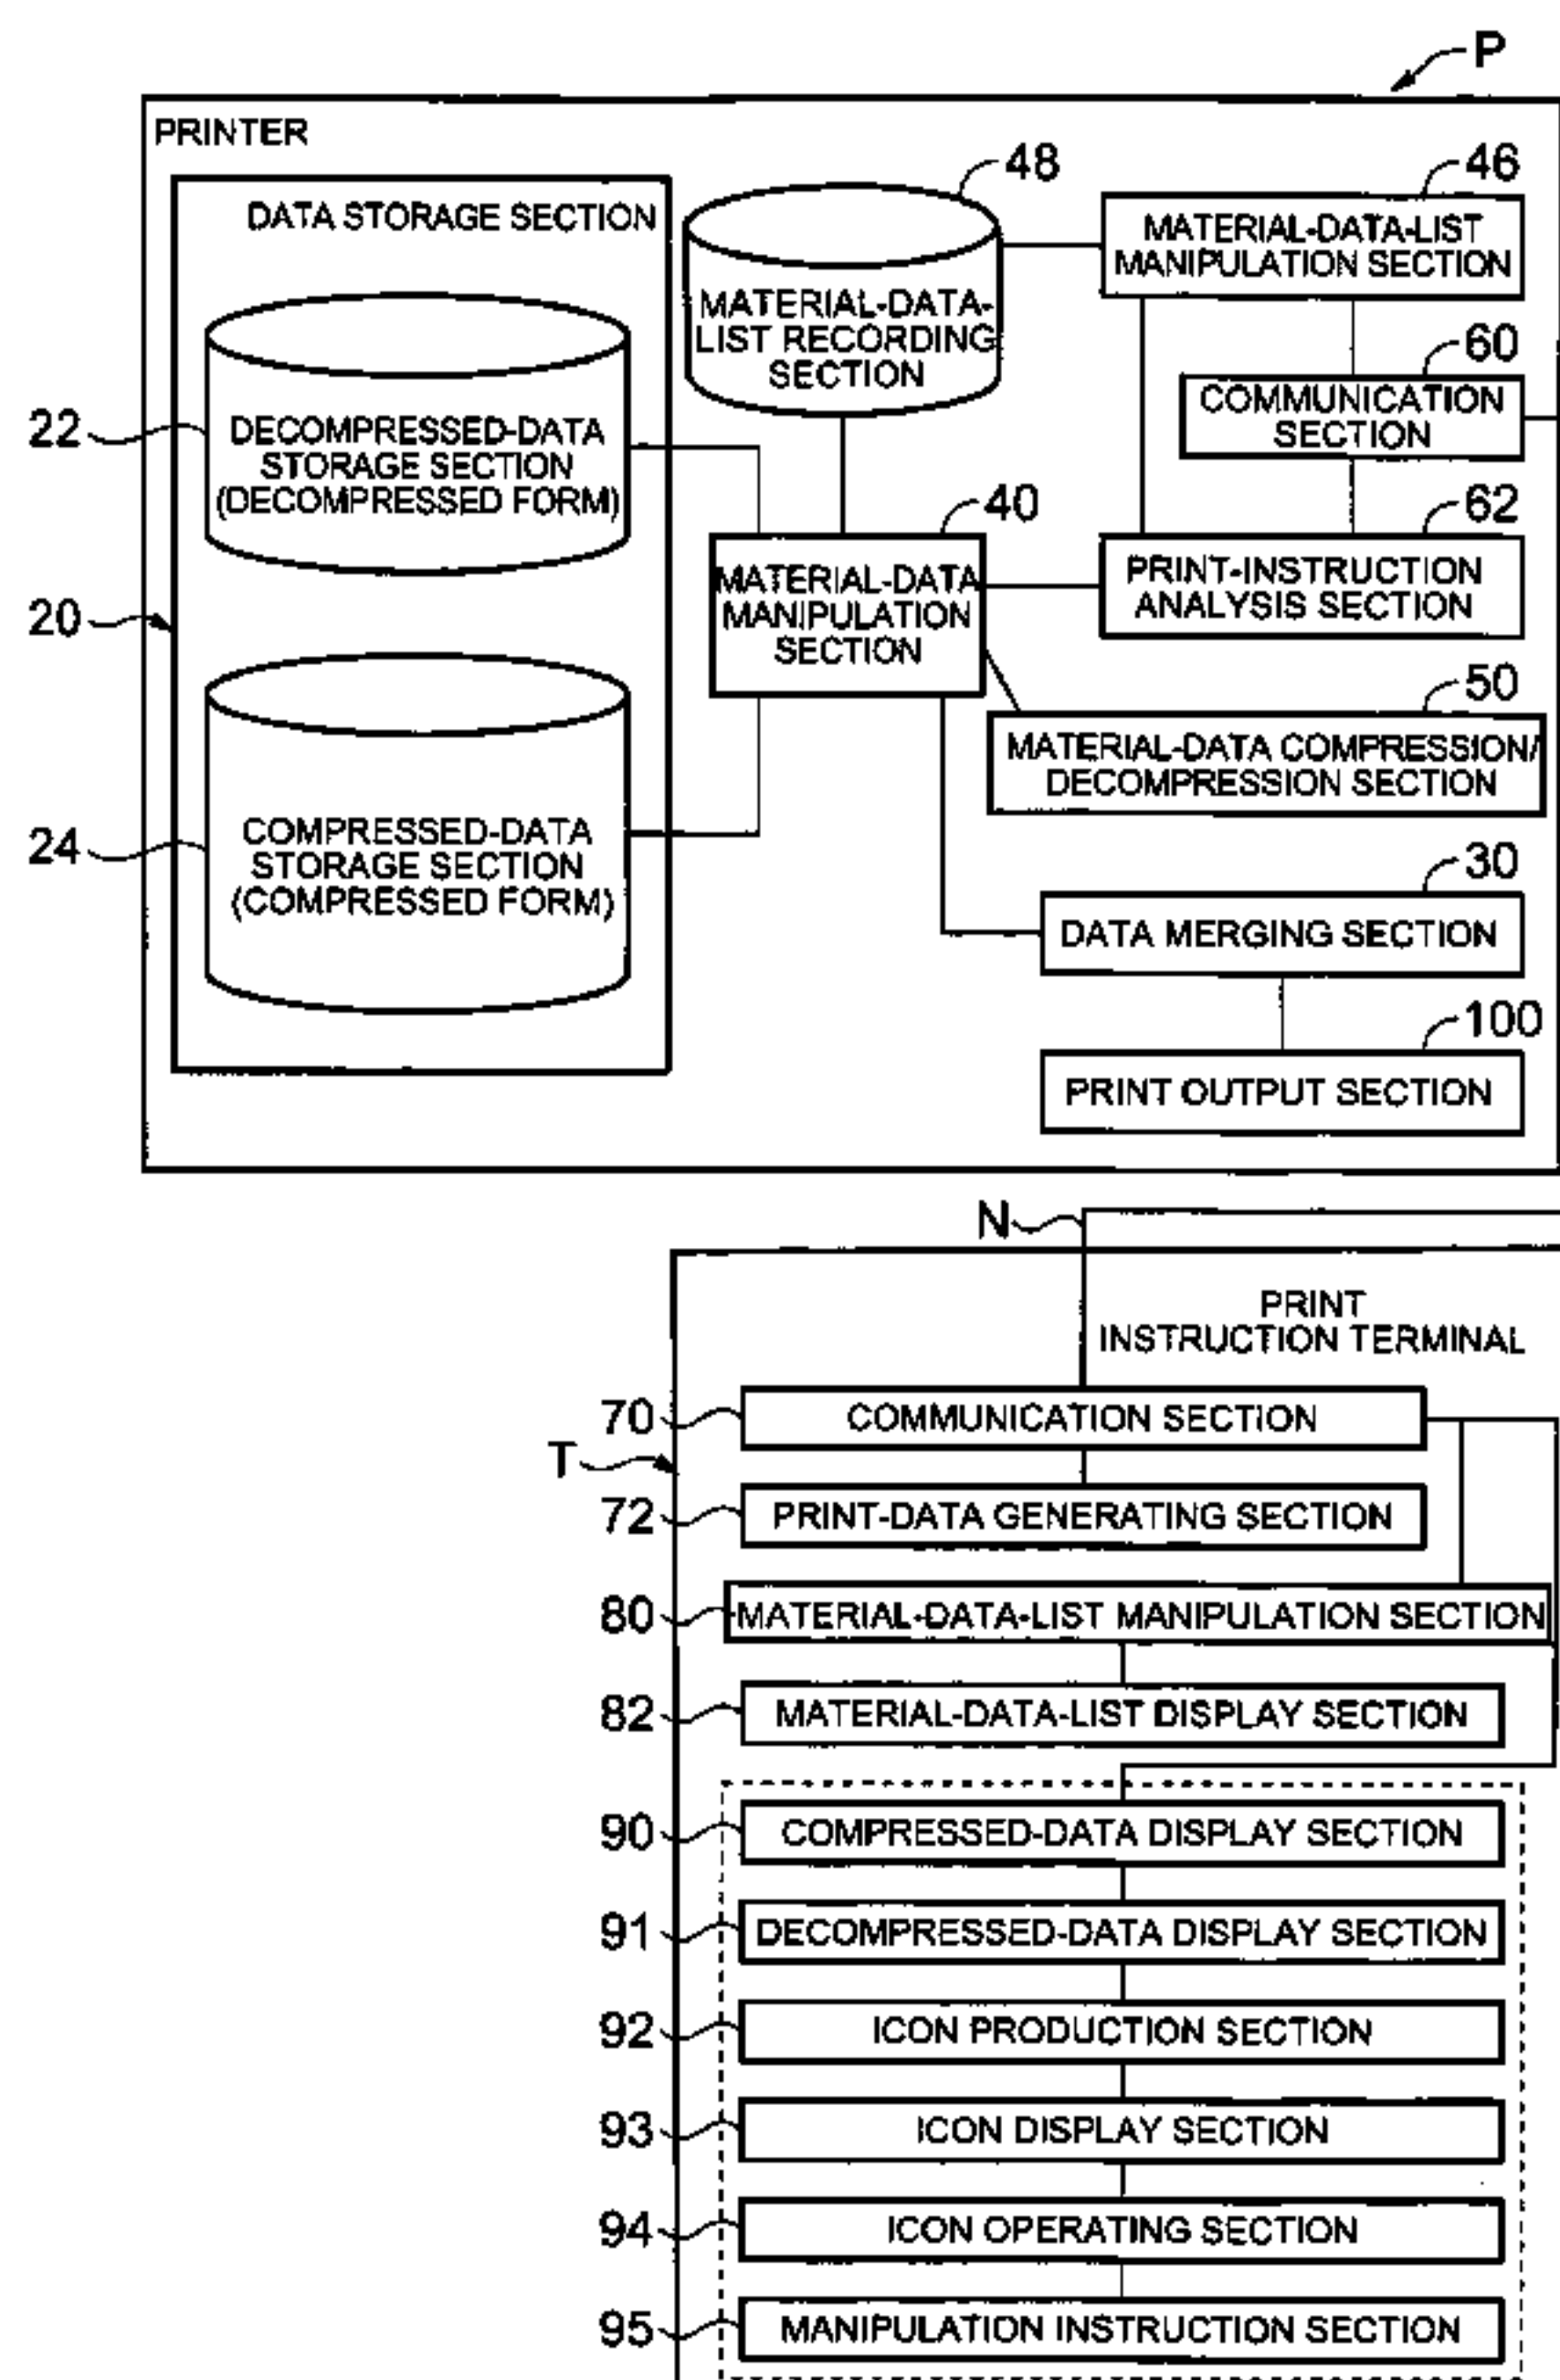 P
PRINTER
48
46
DATA STORAGE SECTION
MATERIAL-DATA-LIST
MANIPULATION SECTION
MATERIAL-DATA-
LIST RECORDING
SECTION
60
COMMUNICATION
SECTION
22
DECOMPRESSED-DATA
STORAGE SECTION
(DECOMPRESSED FORM)
40
62
MATERIAL-DATA
MANIPULATION
SECTION
PRINT-INSTRUCTION
ANALYSIS SECTION
20
50
MATERIAL-DATA COMPRESSION/
DECOMPRESSION SECTION
24
COMPRESSED-DATA
STORAGE SECTION
(COMPRESSED FORM)
30
DATA MERGING SECTION
100
PRINT OUTPUT SECTION
N
PRINT
INSTRUCTION TERMINAL
70
COMMUNICATION SECTION
T
72
PRINT-DATA GENERATING SECTION
80
MATERIAL-DATA-LIST MANIPULATION SECTION
82
MATERIAL-DATA-LIST DISPLAY SECTION
90
COMPRESSED-DATA DISPLAY SECTION
91
DECOMPRESSED-DATA DISPLAY SECTION
92
ICON PRODUCTION SECTION
93
ICON DISPLAY SECTION
94
ICON OPERATING SECTION
95
MANIPULATION INSTRUCTION SECTION